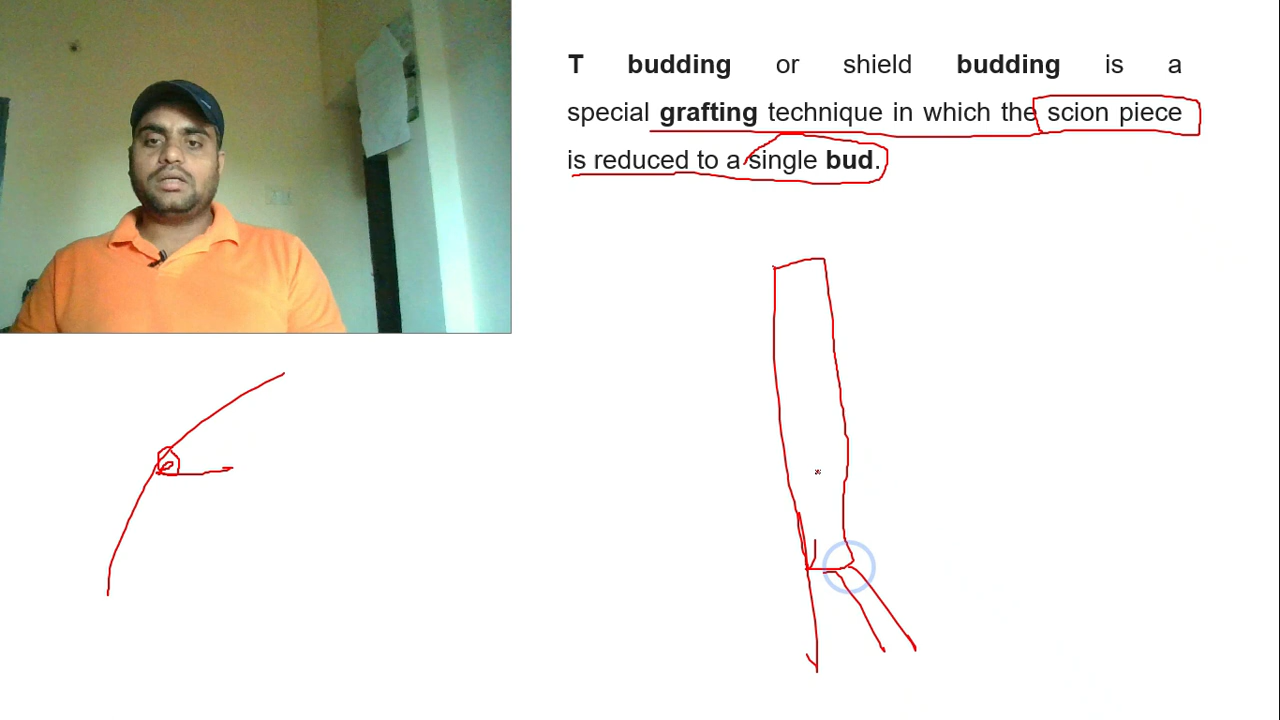 T budding or shield budding is a
special grafting technique in which the scion piece
is reduced to a single bud.